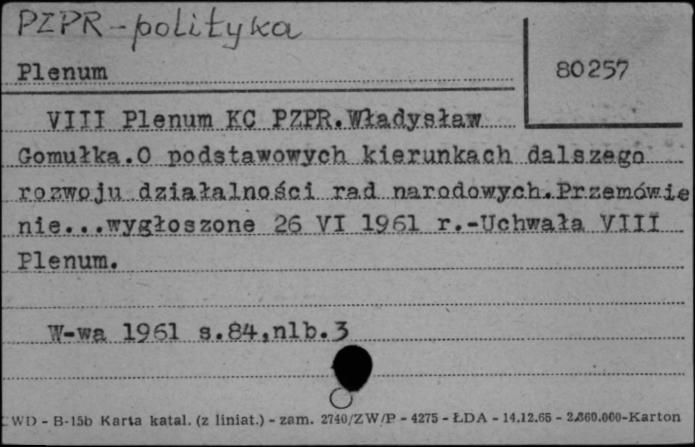 PZPR - polityka
Plenum
80257
VIII Plenum KC PZPR.Władysław
Gomułka.O podstawowych kierunkach dalszego
rozwoju działalności rad narodowych.Przemówie
nie...wygłoszone 26 VI 1961 r.-Uchwała VIII
Plenum.
W-wa 1961 s.84,nlb.3
CWD - B-15b Karta katal. (z liniat.) - zam. 2740/ZW/P - 4275 - ŁDA - 14.12.65 - 2.860.000-Karton